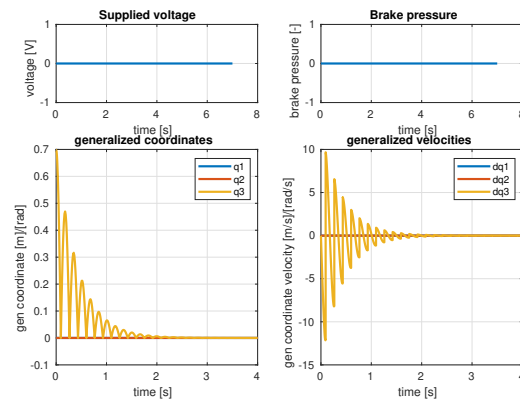 Supplied voltage
voltage [V]
1
0
-1
0 2 4 6 8
time [s]
Brake pressure
brake pressure [-]
1
0
-1
0 2 4 6 8
time [s]
generalized coordinates
gen coordinate [m]/[rad]
0.7
0.6
0.5
0.4
0.3
0.2
0.1
0
-0.1
q1
q2
q3
0 1 2 3 4
time [s]
generalized velocities
gen coordinate velocity [m/s]/[rad/s]
10
5
0
-5
-10
-15
dq1
dq2
dq3
0 1 2 3 4
time [s]